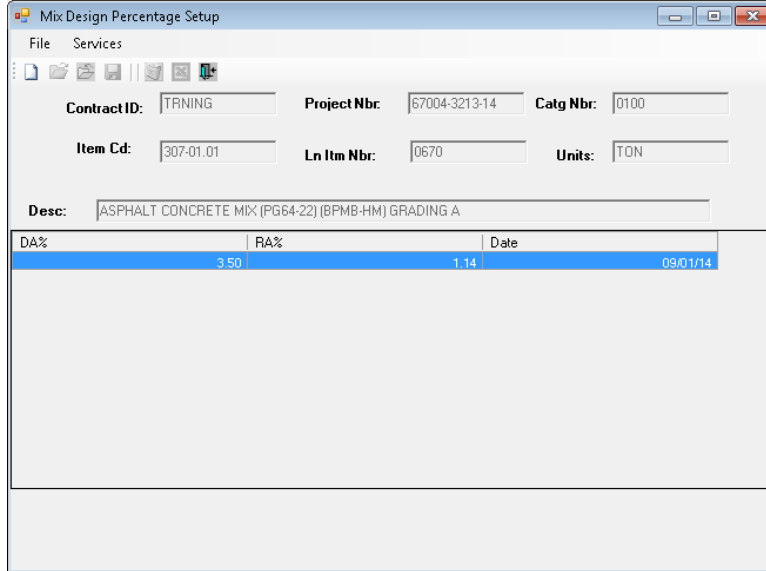 Mix Design Percentage Setup
File Services
Contract ID: TRNING Project Nbr: 67004-3213-14 Catg Nbr: 0100
Item Cd: 307-01.01 Ln Itm Nbr: 0670 Units: TON
Desc: ASPHALT CONCRETE MIX (PG64-22) (BPMB-HM) GRADING A
DA% RA% Date
3.50 1.14 09/01/14